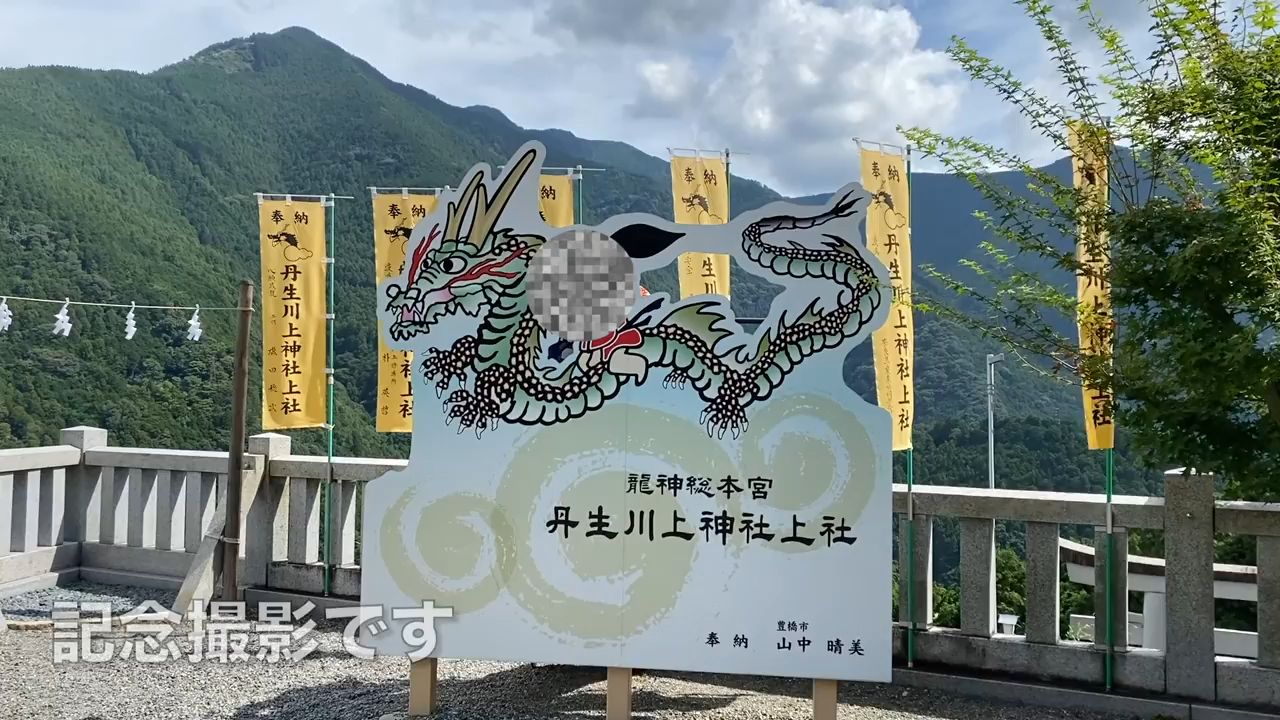 奉納
丹生川上神社上社
奉納
奉納
丹生川上神社上社
龍神総本宮
丹生川上神社上社
豊橋市
奉納 山中 晴美
記念撮影です